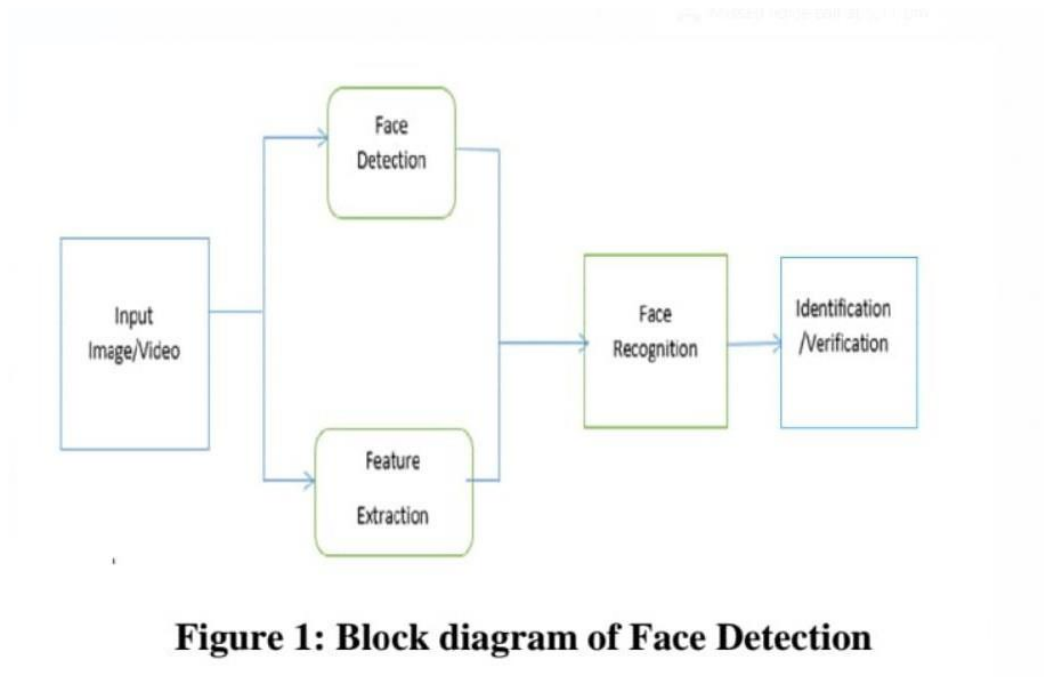 Face
Detection
Input
Image/Video
Face
Recognition
Identification
/Verification
Feature
Extraction
Figure 1: Block diagram of Face Detection